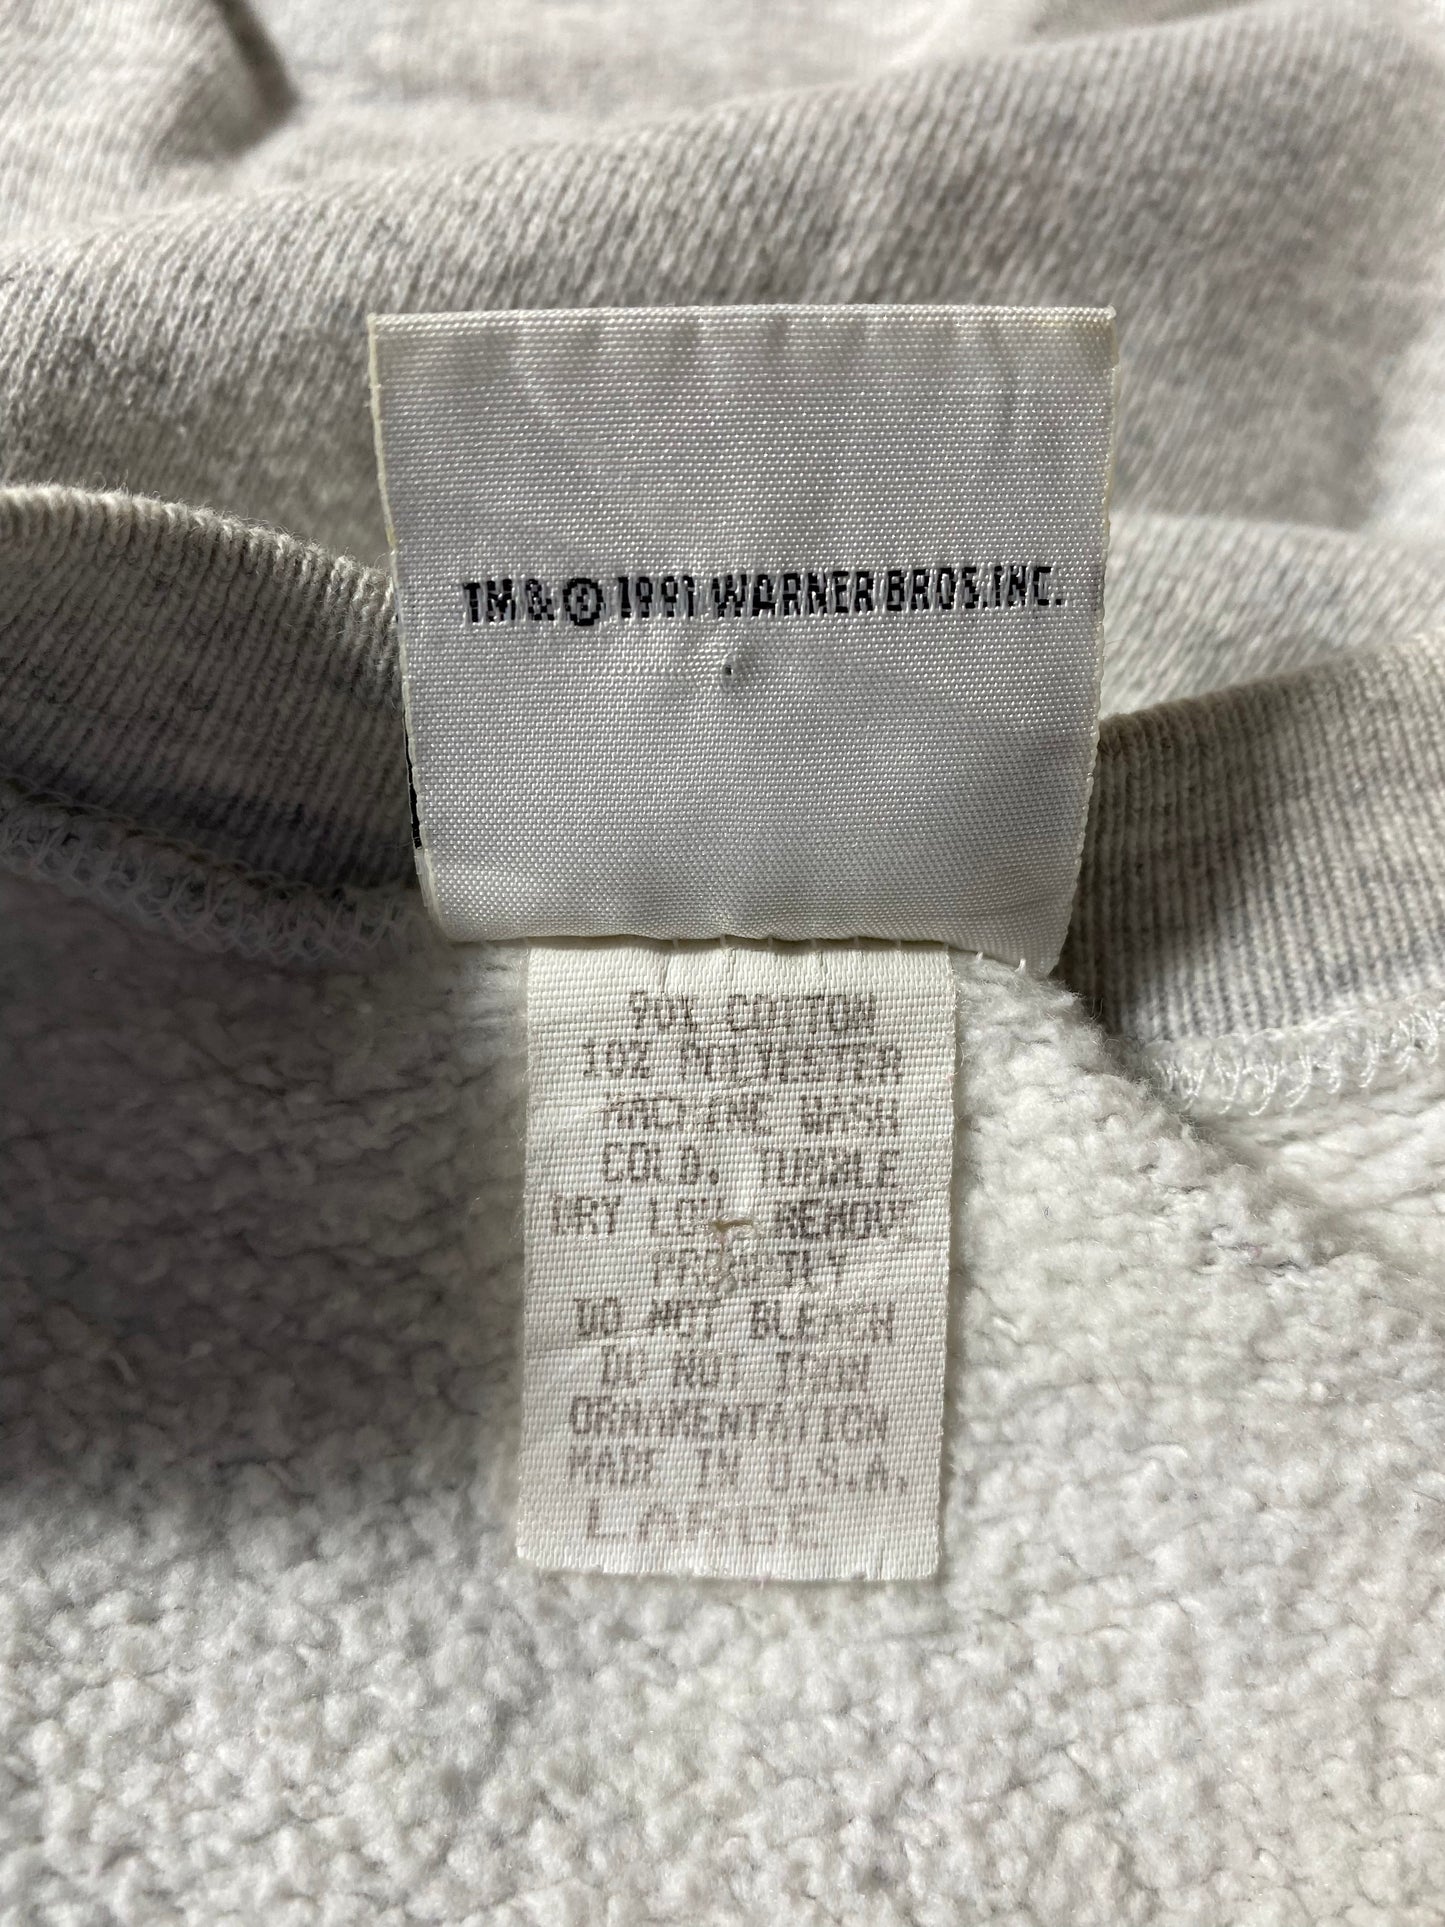 TM & ® 1991 WARNER BROS. INC.
90% COTTON
10% POLYESTER
MACHINE WASH
COLD. TUMBLE
DRY LOW. REMOVE
PROMPTLY
DO NOT BLEACH
DO NOT IRON
ORNAMENTATION
MADE IN U.S.A.
LARGE